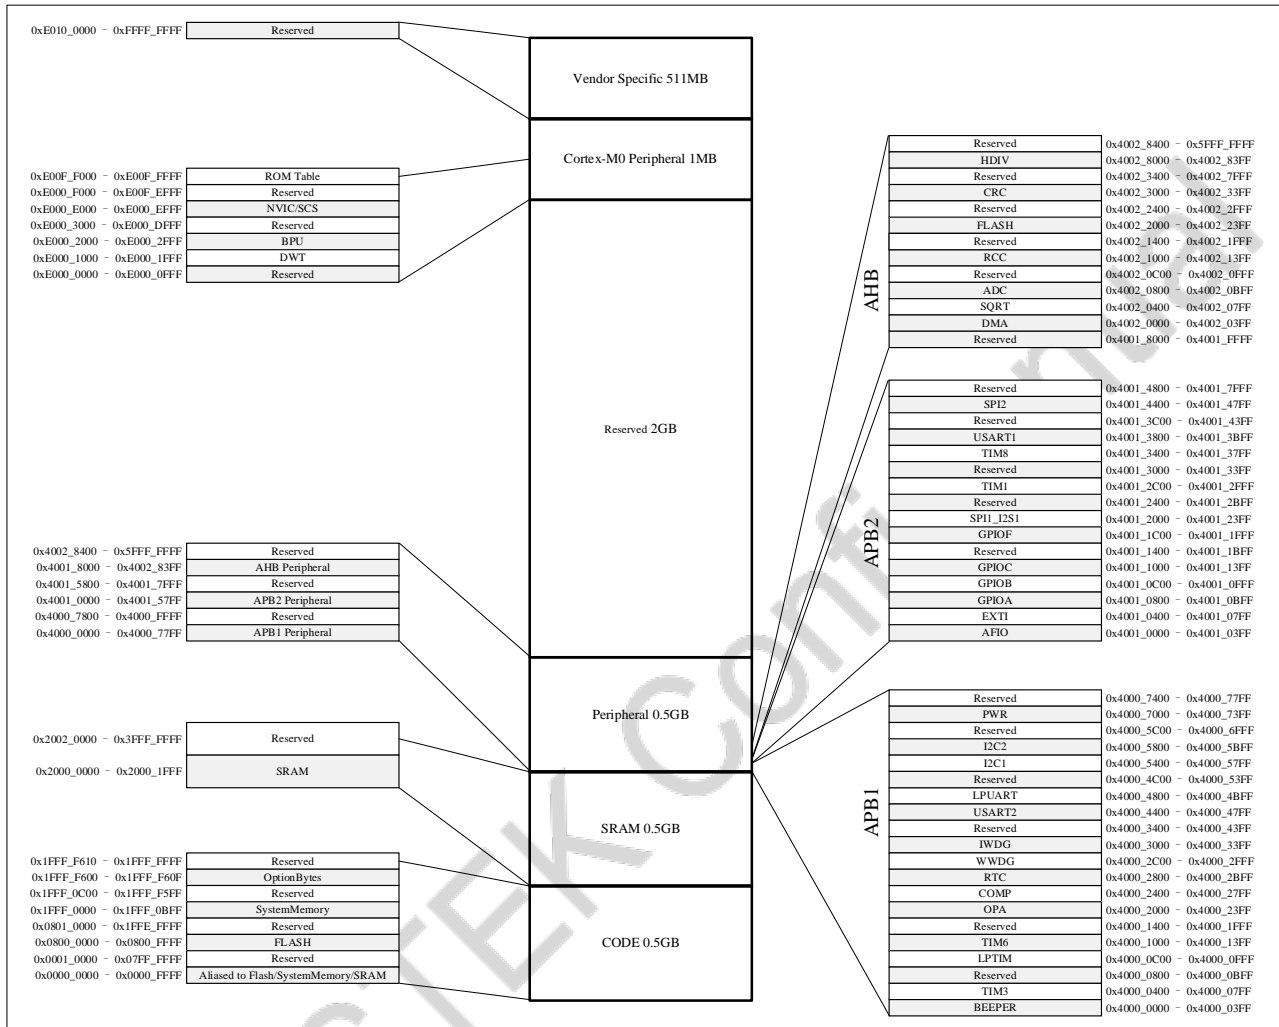 0xE010_0000 - 0xFFFF_FFFF Reserved
Vendor Specific 511MB
Cortex-M0 Peripheral 1MB
0xE00F_F000 - 0xE00F_FFFF ROM Table
0xE000_F000 - 0xE00F_EFFF Reserved
0xE000_E000 - 0xE000_EFFF NVIC/SCS
0xE000_3000 - 0xE000_DFFF Reserved
0xE000_2000 - 0xE000_2FFF BPU
0xE000_1000 - 0xE000_1FFF DWT
0xE000_0000 - 0xE000_0FFF Reserved
Reserved 2GB
0x4002_8400 - 0x5FFF_FFFF Reserved
0x4001_8000 - 0x4002_83FF AHB Peripheral
0x4001_5800 - 0x4001_7FFF Reserved
0x4001_0000 - 0x4001_57FF APB2 Peripheral
0x4000_7800 - 0x4000_FFFF Reserved
0x4000_0000 - 0x4000_77FF APB1 Peripheral
Peripheral 0.5GB
0x2002_0000 - 0x3FFF_FFFF Reserved
0x2000_0000 - 0x2000_1FFF SRAM
SRAM 0.5GB
0x1FFF_F610 - 0x1FFF_FFFF Reserved
0x1FFF_F600 - 0x1FFF_F60F OptionBytes
0x1FFF_0C00 - 0x1FFF_F5FF Reserved
0x1FFF_0000 - 0x1FFF_0BFF SystemMemory
0x0801_0000 - 0x1FFE_FFFF Reserved
0x0800_0000 - 0x0800_FFFF FLASH
0x0001_0000 - 0x07FF_FFFF Reserved
0x0000_0000 - 0x0000_FFFF Aliased to Flash/SystemMemory/SRAM
CODE 0.5GB
AHB
Reserved 0x4002_8400 - 0x5FFF_FFFF
HDIV 0x4002_8000 - 0x4002_83FF
Reserved 0x4002_3400 - 0x4002_7FFF
CRC 0x4002_3000 - 0x4002_33FF
Reserved 0x4002_2400 - 0x4002_2FFF
FLASH 0x4002_2000 - 0x4002_23FF
Reserved 0x4002_1400 - 0x4002_1FFF
RCC 0x4002_1000 - 0x4002_13FF
Reserved 0x4002_0C00 - 0x4002_0FFF
ADC 0x4002_0800 - 0x4002_0BFF
SQRT 0x4002_0400 - 0x4002_07FF
DMA 0x4002_0000 - 0x4002_03FF
Reserved 0x4001_8000 - 0x4001_FFFF
APB2
Reserved 0x4001_4800 - 0x4001_7FFF
SPI2 0x4001_4400 - 0x4001_47FF
Reserved 0x4001_3C00 - 0x4001_43FF
USART1 0x4001_3800 - 0x4001_3BFF
TIM8 0x4001_3400 - 0x4001_37FF
Reserved 0x4001_3000 - 0x4001_33FF
TIM1 0x4001_2C00 - 0x4001_2FFF
Reserved 0x4001_2400 - 0x4001_2BFF
SPI1_I2S1 0x4001_2000 - 0x4001_23FF
GPIOF 0x4001_1C00 - 0x4001_1FFF
Reserved 0x4001_1400 - 0x4001_1BFF
GPIOC 0x4001_1000 - 0x4001_13FF
GPIOB 0x4001_0C00 - 0x4001_0FFF
GPIOA 0x4001_0800 - 0x4001_0BFF
EXTI 0x4001_0400 - 0x4001_07FF
AFIO 0x4001_0000 - 0x4001_03FF
APB1
Reserved 0x4000_7400 - 0x4000_77FF
PWR 0x4000_7000 - 0x4000_73FF
Reserved 0x4000_5C00 - 0x4000_6FFF
I2C2 0x4000_5800 - 0x4000_5BFF
I2C1 0x4000_5400 - 0x4000_57FF
Reserved 0x4000_4C00 - 0x4000_53FF
LPUART 0x4000_4800 - 0x4000_4BFF
USART2 0x4000_4400 - 0x4000_47FF
Reserved 0x4000_3400 - 0x4000_43FF
IWDG 0x4000_3000 - 0x4000_33FF
WWDG 0x4000_2C00 - 0x4000_2FFF
RTC 0x4000_2800 - 0x4000_2BFF
COMP 0x4000_2400 - 0x4000_27FF
OPA 0x4000_2000 - 0x4000_23FF
Reserved 0x4000_1400 - 0x4000_1FFF
TIM6 0x4000_1000 - 0x4000_13FF
LPTIM 0x4000_0C00 - 0x4000_0FFF
Reserved 0x4000_0800 - 0x4000_0BFF
TIM3 0x4000_0400 - 0x4000_07FF
BEEPER 0x4000_0000 - 0x4000_03FF